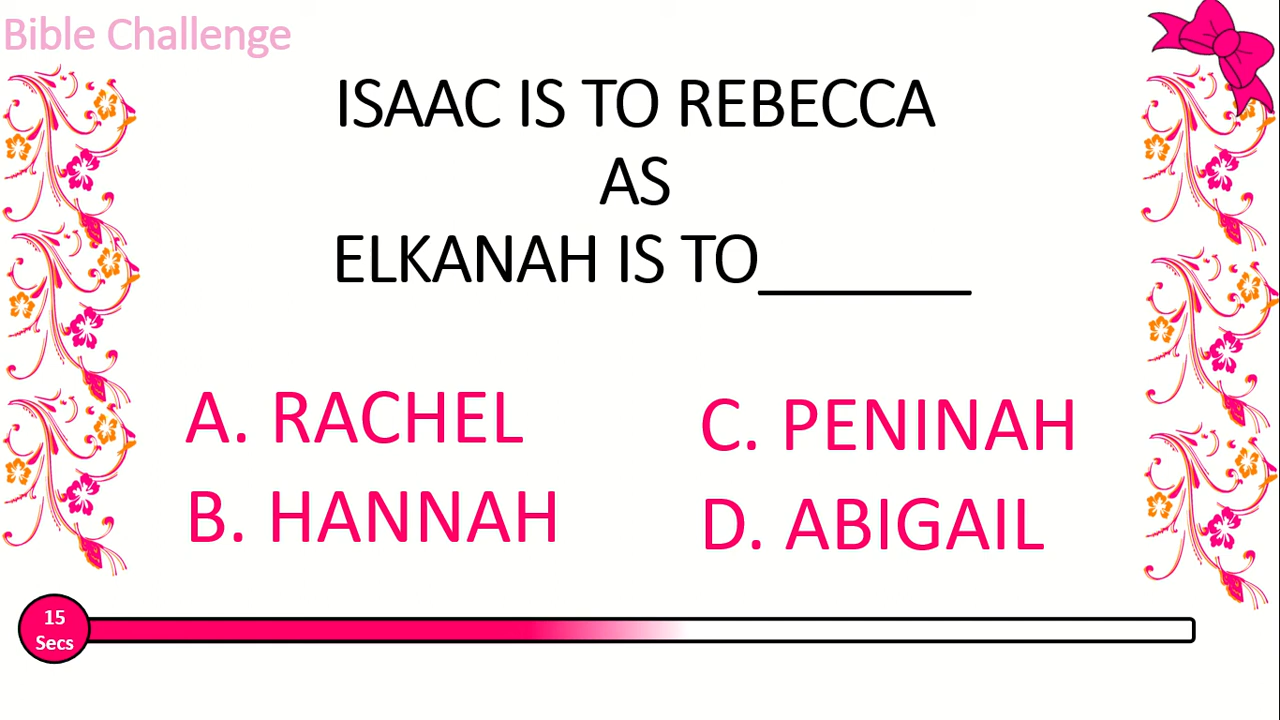 Bible Challenge
ISAAC IS TO REBECCA
AS
ELKANAH IS TO_______
A. RACHEL
B. HANNAH
C. PENINAH
D. ABIGAIL
15
Secs